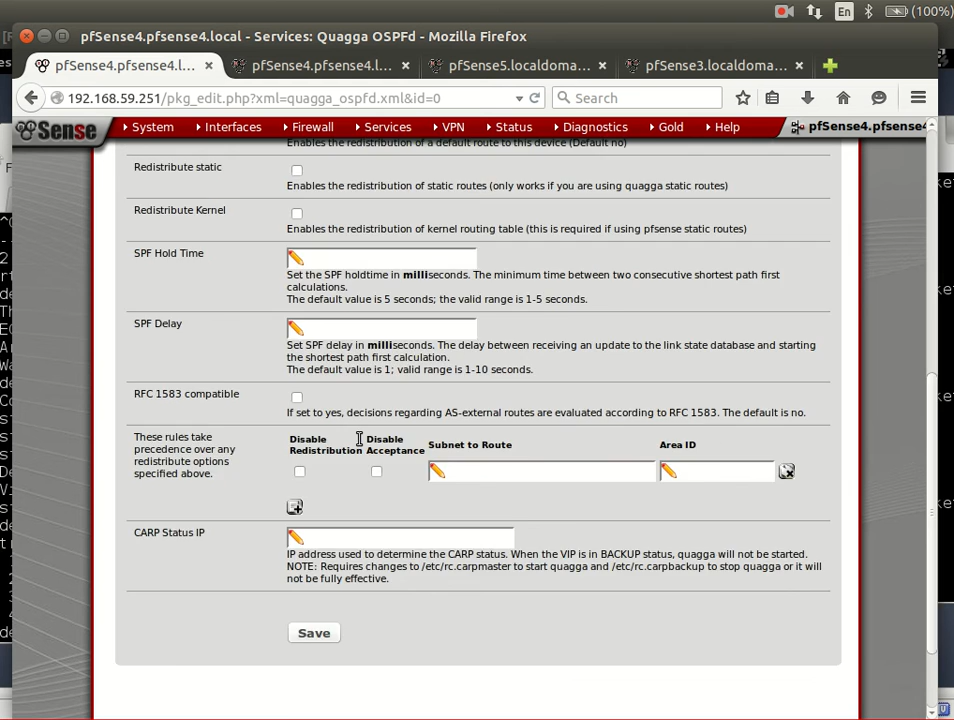 En
(100%)
pfSense4.pfsense4.local - Services: Quagga OSPFd - Mozilla Firefox
pfSense4.pfsense4.l... × pfSense4.pfsense4.l... × pfSense5.localdoma... × pfSense3.localdoma... ×
192.168.59.251/pkg_edit.php?xml=quagga_ospfd.xml&id=0
Search
Sense System Interfaces Firewall Services VPN Status Diagnostics Gold Help pfSense4.pfsense4
Enables the redistribution of a default route to this device (Default no)
Redistribute static
Enables the redistribution of static routes (only works if you are using quagga static routes)
Redistribute Kernel
Enables the redistribution of kernel routing table (this is required if using pfsense static routes)
SPF Hold Time
Set the SPF holdtime in milliseconds. The minimum time between two consecutive shortest path first
calculations.
The default value is 5 seconds; the valid range is 1-5 seconds.
SPF Delay
Set SPF delay in milliseconds. The delay between receiving an update to the link state database and starting
the shortest path first calculation.
The default value is 1; valid range is 1-10 seconds.
RFC 1583 compatible
If set to yes, decisions regarding AS-external routes are evaluated according to RFC 1583. The default is no.
These rules take
precedence over any
redistribute options
specified above.
Disable
Redistribution
Disable
Acceptance
Subnet to Route
Area ID
CARP Status IP
IP address used to determine the CARP status. When the VIP is in BACKUP status, quagga will not be started.
NOTE: Requires changes to /etc/rc.carpmaster to start quagga and /etc/rc.carpbackup to stop quagga or it will
not be fully effective.
Save